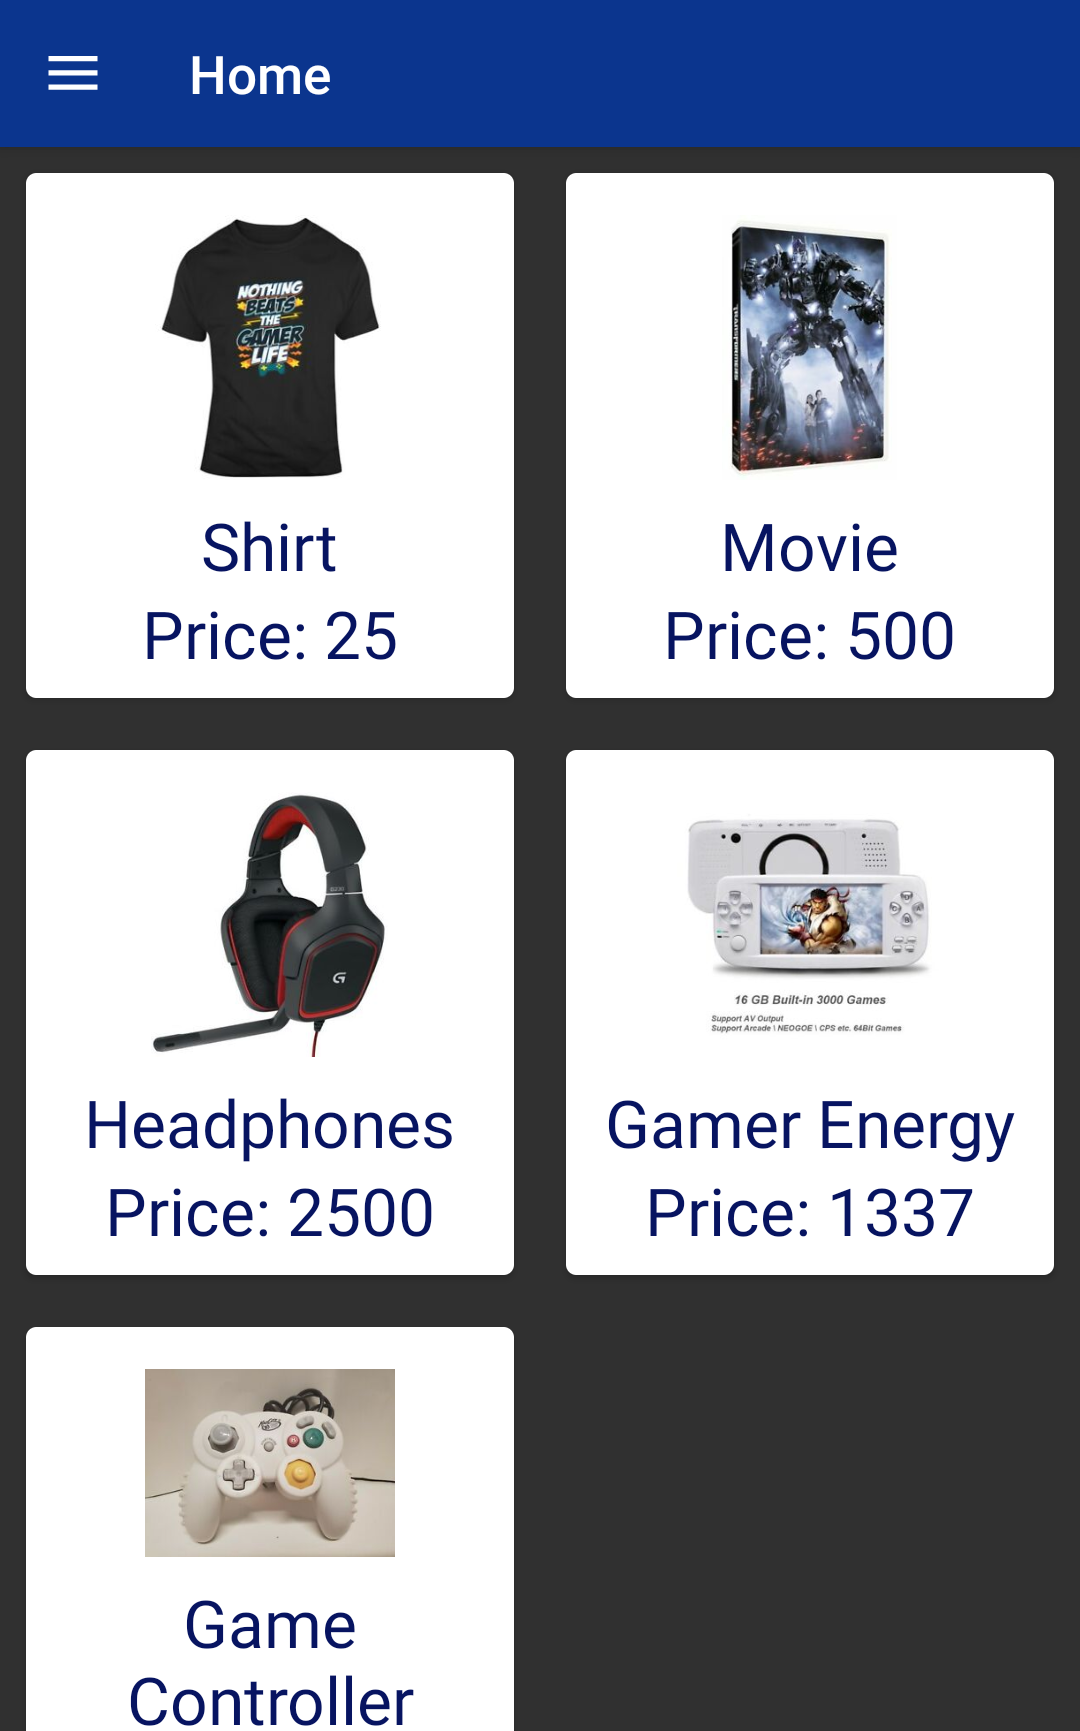 Home
NOTHING
BEATS
THE
GAMER
LIFE
Shirt
Price: 25
TRANSFORMERS
Movie
Price: 500
G
Headphones
Price: 2500
16 GB Built-in 3000 Games
Support AV Output
Support Arcade \ NEOGOE \ CPS etc. 64Bit Games
Gamer Energy
Price: 1337
Game
Controller